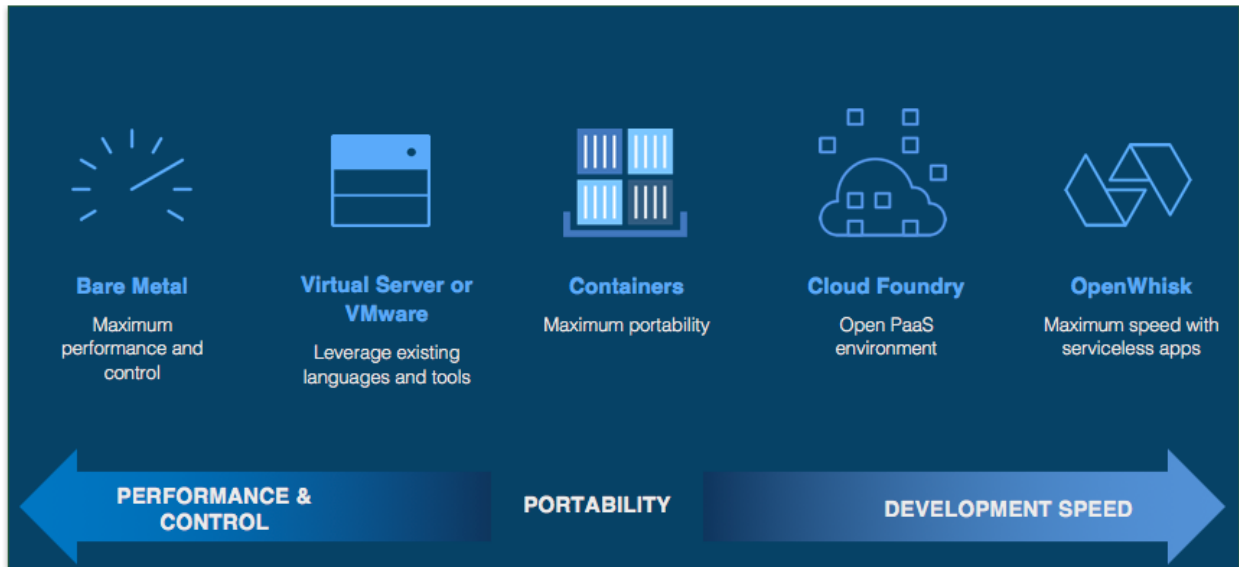 Bare Metal
Maximum
performance and
control
Virtual Server or
VMware
Leverage existing
languages and tools
Containers
Maximum portability
Cloud Foundry
Open PaaS
environment
OpenWhisk
Maximum speed with
serviceless apps
PERFORMANCE &
CONTROL
PORTABILITY
DEVELOPMENT SPEED